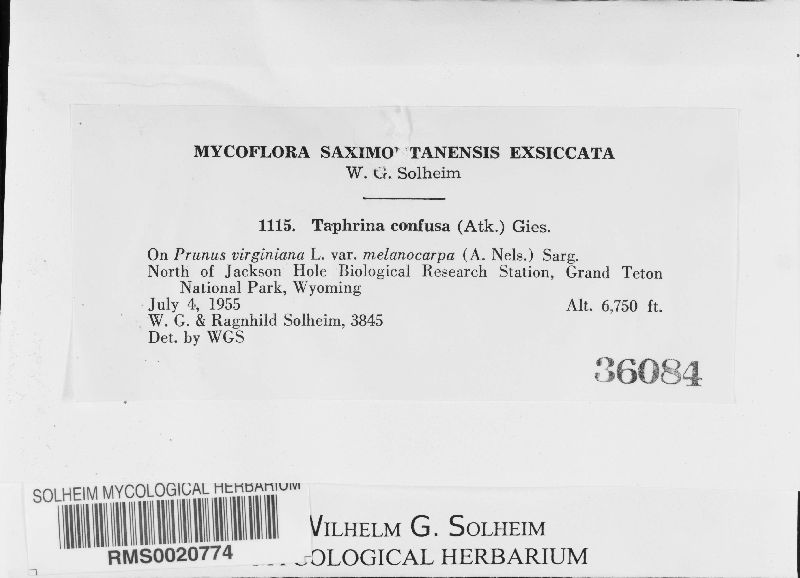 MYCOFLORA SAXIMO TANENSIS EXSICCATA
W. G. Solheim
1115. Taphrina confusa (Atk.) Gies.
On Prunus virginiana L. var. melanocarpa (A. Nels.) Sarg.
North of Jackson Hole Biological Research Station, Grand Teton
National Park, Wyoming
July 4, 1955 Alt. 6,750 ft.
W. G. & Ragnhild Solheim, 3845
Det. by WGS
36084
SOLHEIM MYCOLOGICAL HERBARIUM
RMS0020774
WILHELM G. SOLHEIM
OLOGICAL HERBARIUM